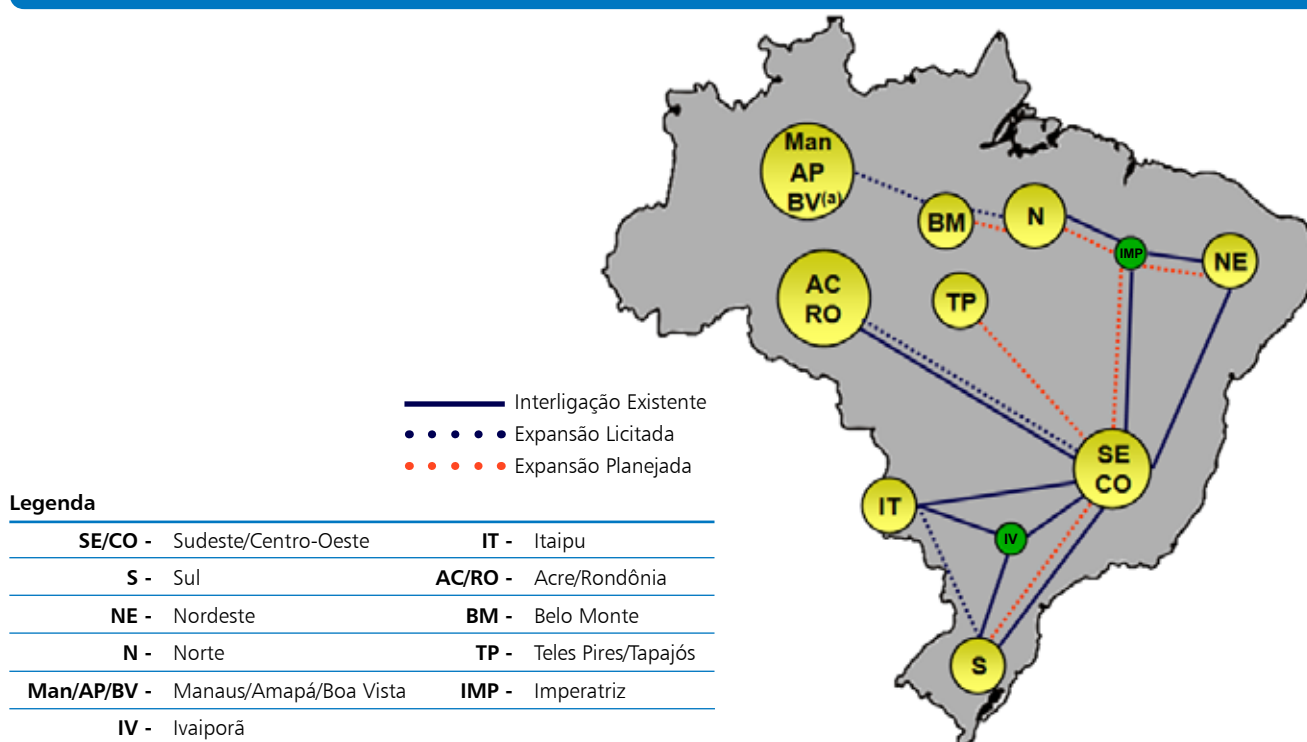 Man
AP
BV(a)
BM
N
IMP
NE
AC
RO
TP
Interligação Existente
Expansão Licitada
Expansão Planejada
SE
CO
IT
IV
S
Legenda
SE/CO - Sudeste/Centro-Oeste IT - Itaipu
S - Sul AC/RO - Acre/Rondônia
NE - Nordeste BM - Belo Monte
N - Norte TP - Teles Pires/Tapajós
Man/AP/BV - Manaus/Amapá/Boa Vista IMP - Imperatriz
IV - Ivaiporã